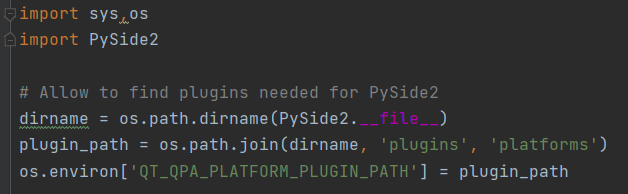 import sys,os
import PySide2
# Allow to find plugins needed for PySide2
dirname = os.path.dirname(PySide2.__file__)
plugin_path = os.path.join(dirname, 'plugins', 'platforms')
os.environ['QT_QPA_PLATFORM_PLUGIN_PATH'] = plugin_path